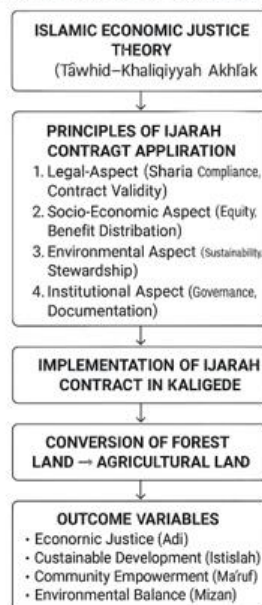 ISLAMIC ECONOMIC JUSTICE
THEORY
(Tâwhid–Khaliqiyyah Akhľak
PRINCIPLES OF IJARAH
CONTRAGT APPLIRATION
1. Legal-Aspect (Sharia Compliance,
Contract Validity)
2. Socio-Economic Aspect (Equity,
Benefit Distribation)
3. Environmental Aspect (Sustainability,
Stewardship)
4. Institutional Aspect (Governance,
Documentation)
IMPLEMENTATION OF IJARAH
CONTRACT IN KALIGEDE
CONVERSION OF FOREST
LAND → AGRICULTURAL LAND
OUTCOME VARIABLES
• Econornic Justice (Adi)
• Custainable Development (Istislah)
• Community Empowerment (Ma'ruf)
• Environmental Balance (Mizan)